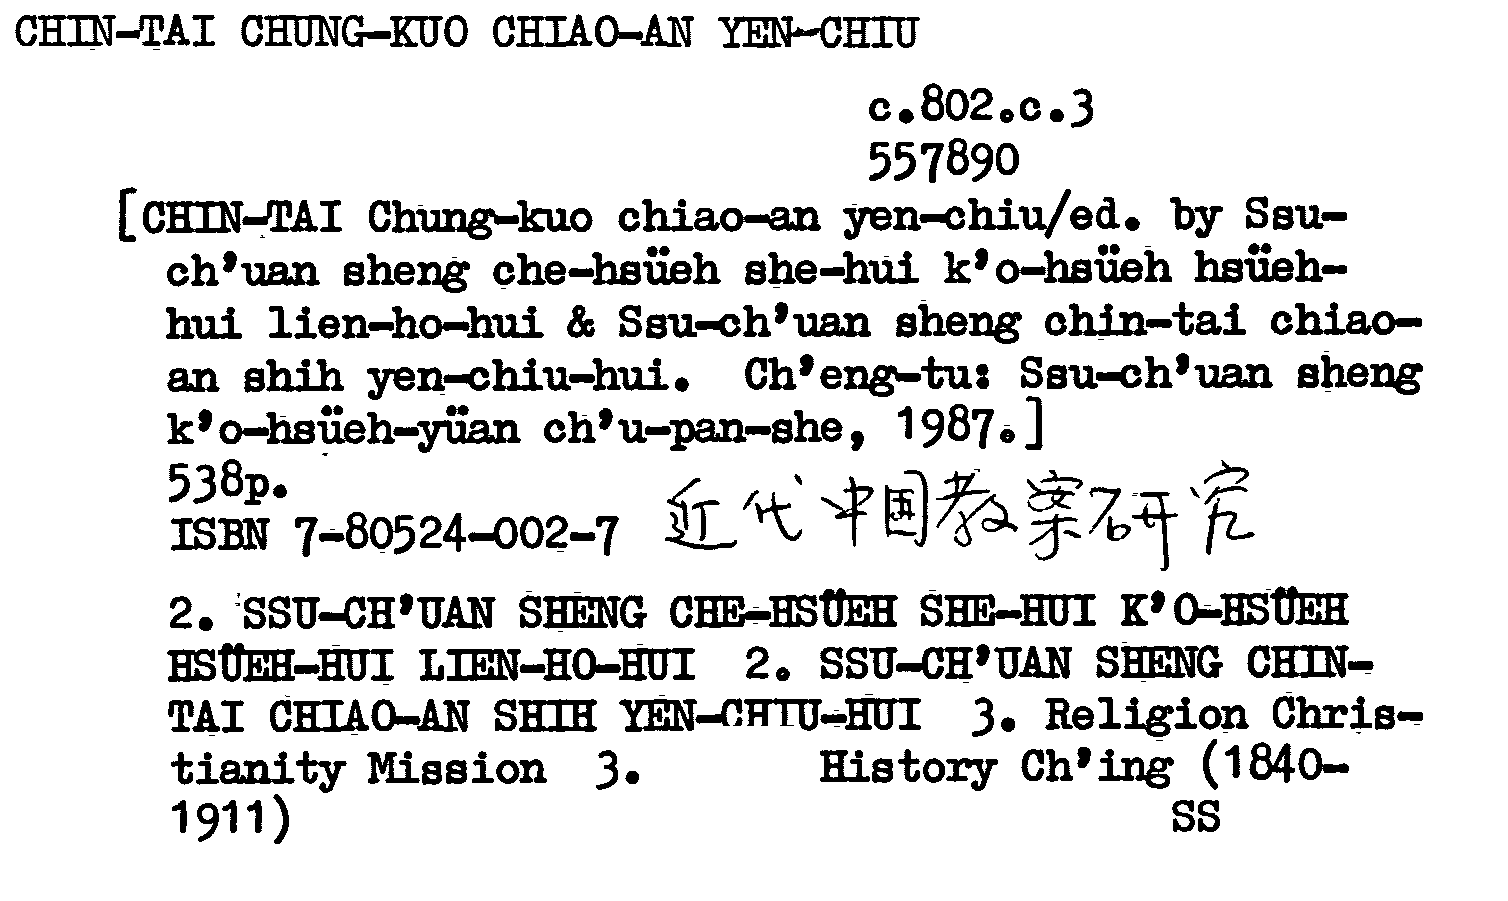 CHIN-TAI CHUNG-KUO CHIAO-AN YEN-CHIU
c.802.c.3
557890
[CHIN-TAI Chung-kuo chiao-an yen-chiu/ed. by Ssu-
ch'uan sheng che-hsüeh she-hui k'o-hsüeh hsüeh-
hui lien-ho-hui & Ssu-ch'uan sheng chin-tai chiao-
an shih yen-chiu-hui. Ch'eng-tu: Ssu-ch'uan sheng
k'o-hsüeh-yüan ch'u-pan-she, 1987.]
538p.
ISBN 7-80524-002-7 近代中国教案研究
2. SSU-CH'UAN SHENG CHE-HSÜEH SHE-HUI K'O-HSÜEH
HSÜEH-HUI LIEN-HO-HUI 2. SSU-CH'UAN SHENG CHIN-
TAI CHIAO-AN SHIH YEN-CHIU-HUI 3. Religion Chris-
tianity Mission 3. History Ch'ing (1840-
1911) SS